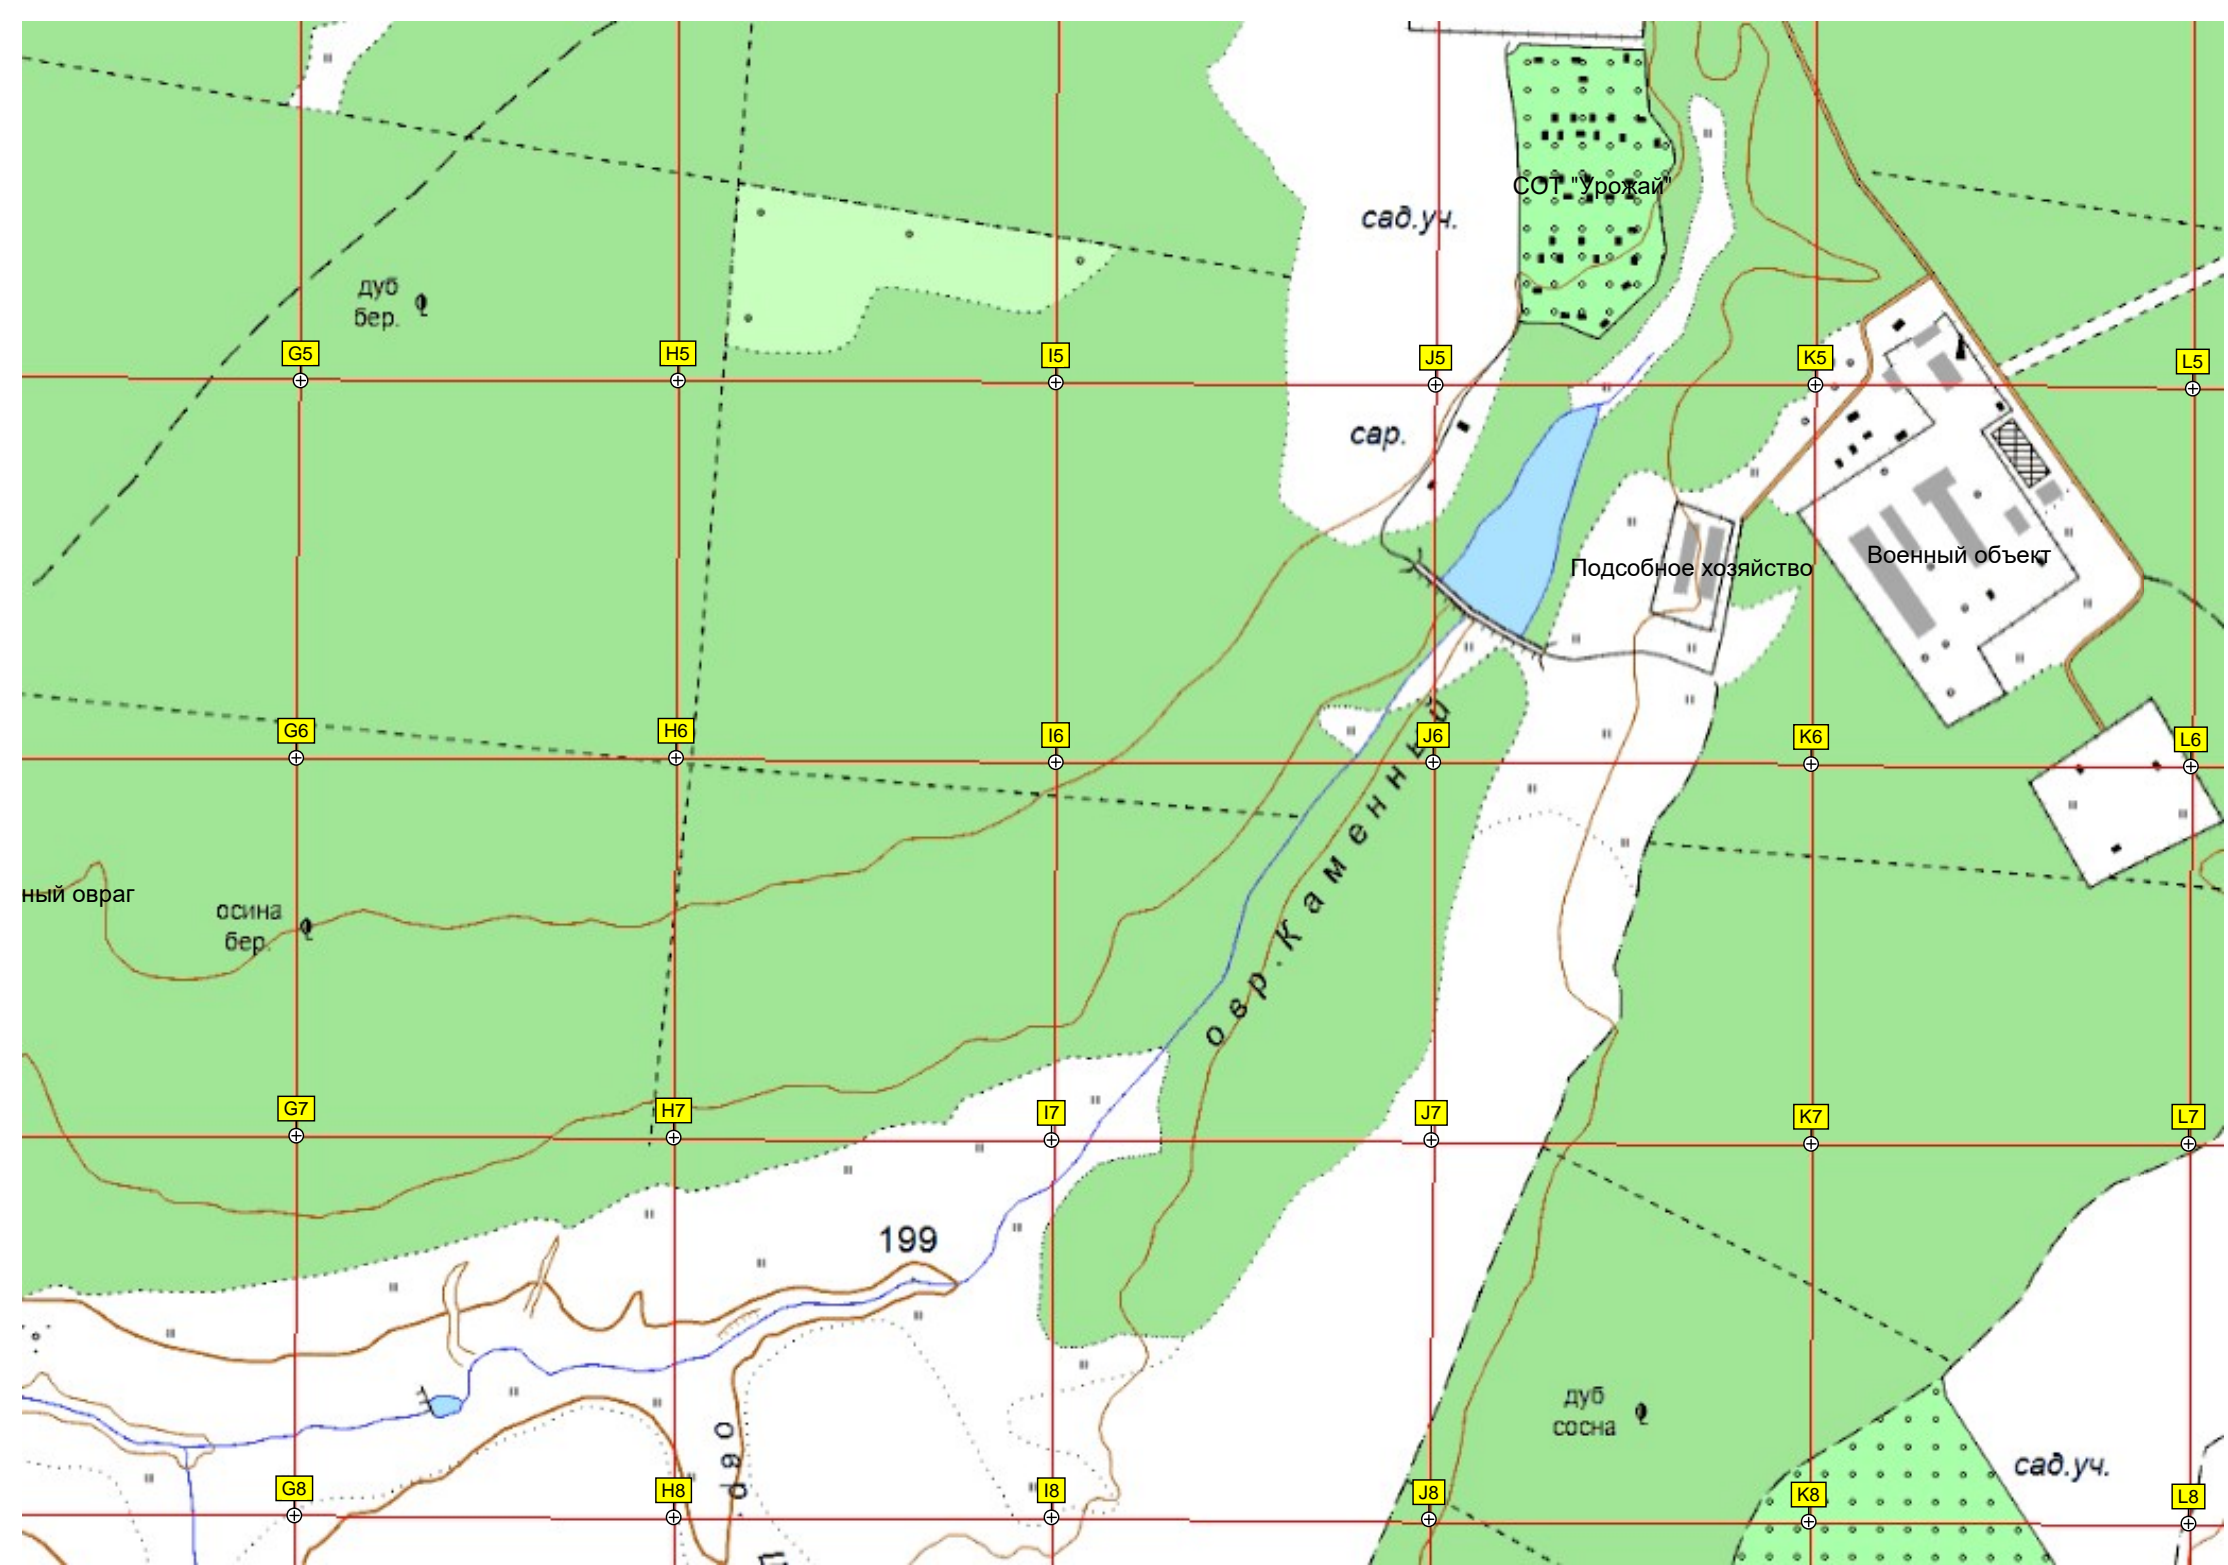 СОТ "Урожай"
сад.уч.
дуб
бер.
G5
H5
I5
J5
K5
L5
сар.
Военный объект
Подсобное хозяйство
G6
H6
I6
J6
K6
L6
ный овраг
осина
бер.
овр. Каменный
G7
H7
I7
J7
K7
L7
199
дуб
сосна
овр.
сад.уч.
G8
H8
I8
J8
K8
L8